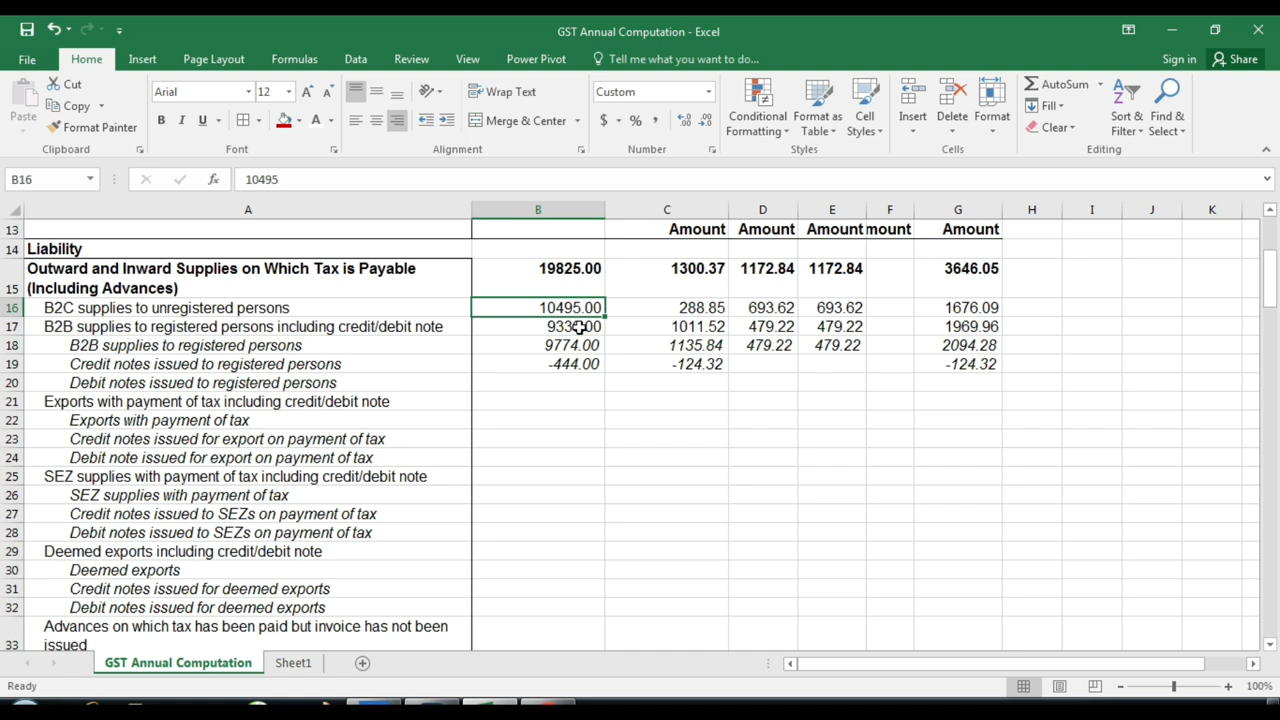 GST Annual Computation - Excel
File Home Insert Page Layout Formulas Data Review View Power Pivot Tell me what you want to do... Sign in Share
Paste
Cut
Copy
Format Painter
Arial 12
B I U
Wrap Text
Merge & Center
Custom
$ % ,
Conditional Formatting
Format as Table
Cell Styles
Insert Delete Format
AutoSum
Fill
Clear
Sort & Filter
Find & Select
Clipboard Font Alignment Number Styles Cells Editing
B16 fx 10495
A B C D E F G H I J K
13 Amount Amount Amount mount Amount
14 Liability
Outward and Inward Supplies on Which Tax is Payable 19825.00 1300.37 1172.84 1172.84 3646.05
15 (Including Advances)
16 B2C supplies to unregistered persons 10495.00 288.85 693.62 693.62 1676.09
17 B2B supplies to registered persons including credit/debit note 1011.52 479.22 479.22 1969.96
18 B2B supplies to registered persons 9774.00 1135.84 479.22 479.22 2094.28
19 Credit notes issued to registered persons -444.00 -124.32 -124.32
20 Debit notes issued to registered persons
21 Exports with payment of tax including credit/debit note
22 Exports with payment of tax
23 Credit notes issued for export on payment of tax
24 Debit note issued for export on payment of tax
25 SEZ supplies with payment of tax including credit/debit note
26 SEZ supplies with payment of tax
27 Credit notes issued to SEZs on payment of tax
28 Debit notes issued to SEZs on payment of tax
29 Deemed exports including credit/debit note
30 Deemed exports
31 Credit notes issued for deemed exports
32 Debit notes issued for deemed exports
Advances on which tax has been paid but invoice has not been
33 issued
GST Annual Computation Sheet1
Ready 100%